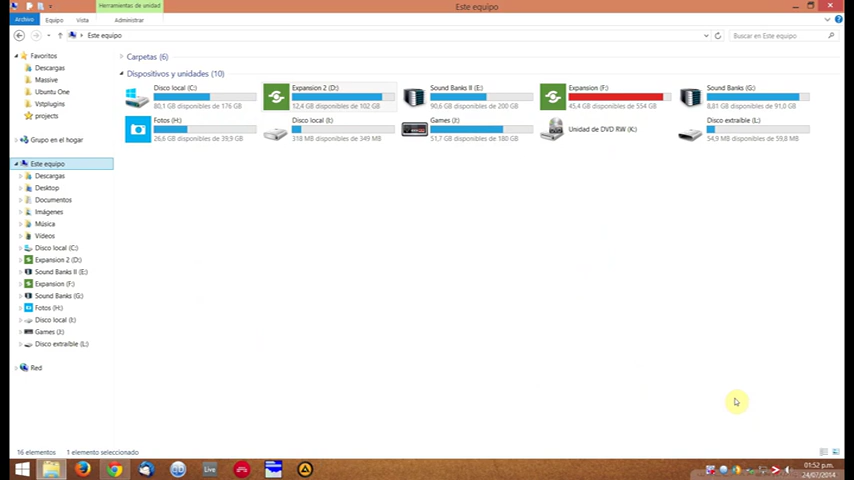 Herramientas de unidad
Este equipo
Archivo
Equipo
Vista
Administrar
Este equipo
Buscar en Este equipo
Favoritos
Descargas
Massive
Ubuntu One
Vstplugins
projects
Grupo en el hogar
Este equipo
Descargas
Desktop
Documentos
Imágenes
Música
Vídeos
Disco local (C:)
Expansion 2 (D:)
Sound Banks II (E:)
Expansion (F:)
Sound Banks (G:)
Fotos (H:)
Disco local (I:)
Games (J:)
Disco extraíble (L:)
Red
Carpetas (6)
Dispositivos y unidades (10)
Disco local (C:)
80,1 GB disponibles de 176 GB
Expansion 2 (D:)
12,4 GB disponibles de 102 GB
Sound Banks II (E:)
90,6 GB disponibles de 200 GB
Expansion (F:)
45,4 GB disponibles de 554 GB
Sound Banks (G:)
8,81 GB disponibles de 91,0 GB
Fotos (H:)
26,6 GB disponibles de 39,9 GB
Disco local (I:)
318 MB disponibles de 349 MB
Games (J:)
51,7 GB disponibles de 180 GB
Unidad de DVD RW (K:)
Disco extraíble (L:)
54,9 MB disponibles de 59,8 MB
16 elementos
1 elemento seleccionado
Live
01:52 p.m.
24/07/2014